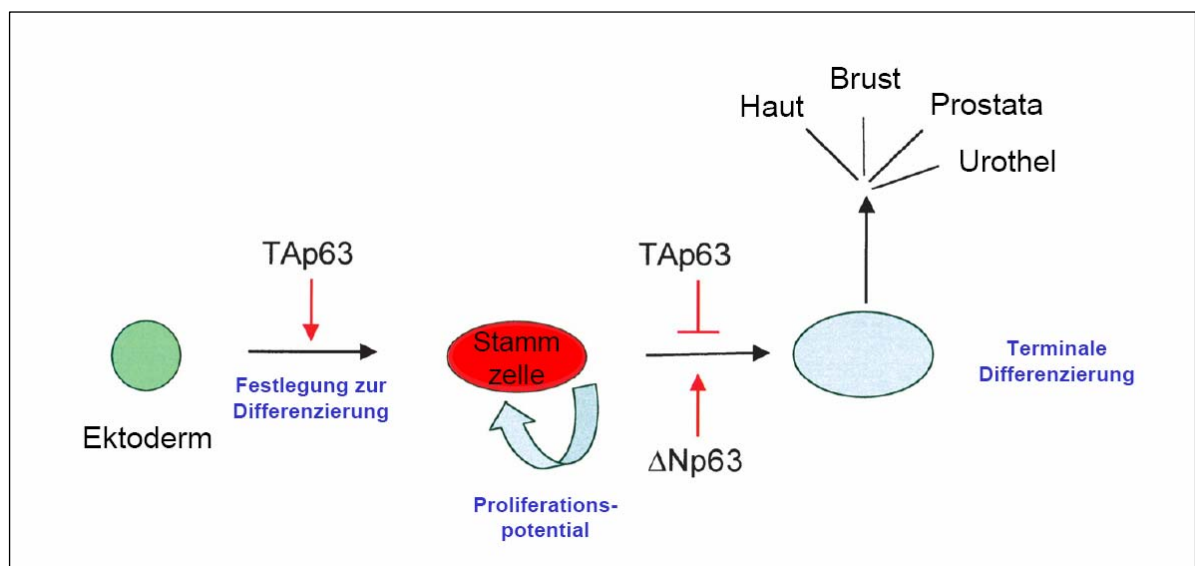 Brust
Haut
Prostata
Urothel
TAp63
TAp63
Stamm
zelle
Terminale
Differenzierung
Festlegung zur
Differenzierung
Ektoderm
ΔNp63
Proliferations-
potential